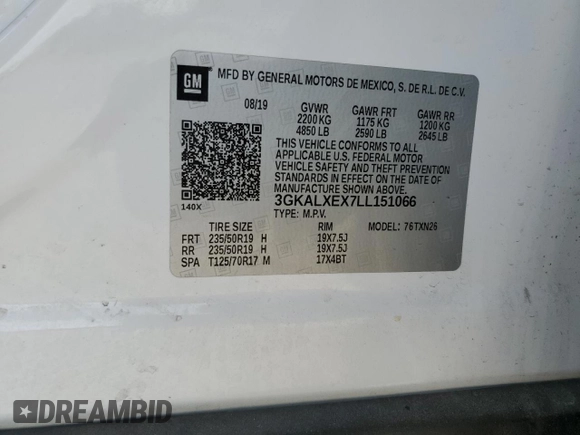 GM
MFD BY GENERAL MOTORS DE MEXICO, S. DE R.L. DE C.V.
08/19 GVWR GAWR FRT GAWR RR
2200 KG 1175 KG 1200 KG
4850 LB 2590 LB 2645 LB
THIS VEHICLE CONFORMS TO ALL
APPLICABLE U.S. FEDERAL MOTOR
VEHICLE SAFETY AND THEFT PREVENTION
STANDARDS IN EFFECT ON THE DATE OF
MANUFACTURE SHOWN ABOVE.
140X
3GKALXEX7LL151066
TYPE: M.P.V.
MODEL: 76TXN26
TIRE SIZE RIM
FRT 235/50R19 H 19X7.5J
RR 235/50R19 H 19X7.5J
SPA T125/70R17 M 17X4BT
DREAMBID